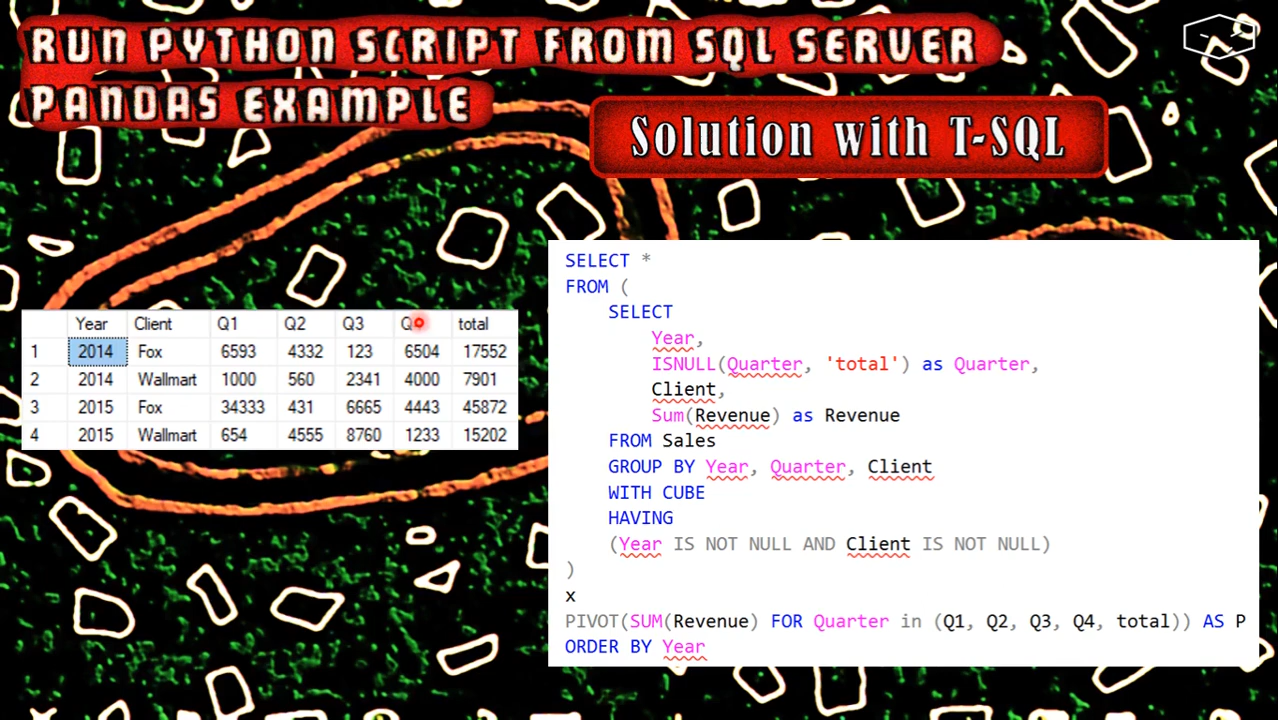 RUN PYTHON SCRIPT FROM SQL SERVER
PANDAS EXAMPLE
Solution with T-SQL
Year Client Q1 Q2 Q3 total
1 2014 Fox 6593 4332 123 6504 17552
2 2014 Wallmart 1000 560 2341 4000 7901
3 2015 Fox 34333 431 6665 4443 45872
4 2015 Wallmart 654 4555 8760 1233 15202
SELECT *
FROM (
SELECT
Year,
ISNULL(Quarter, 'total') as Quarter,
Client,
Sum(Revenue) as Revenue
FROM Sales
GROUP BY Year, Quarter, Client
WITH CUBE
HAVING
(Year IS NOT NULL AND Client IS NOT NULL)
)
x
PIVOT(SUM(Revenue) FOR Quarter in (Q1, Q2, Q3, Q4, total)) AS P
ORDER BY Year